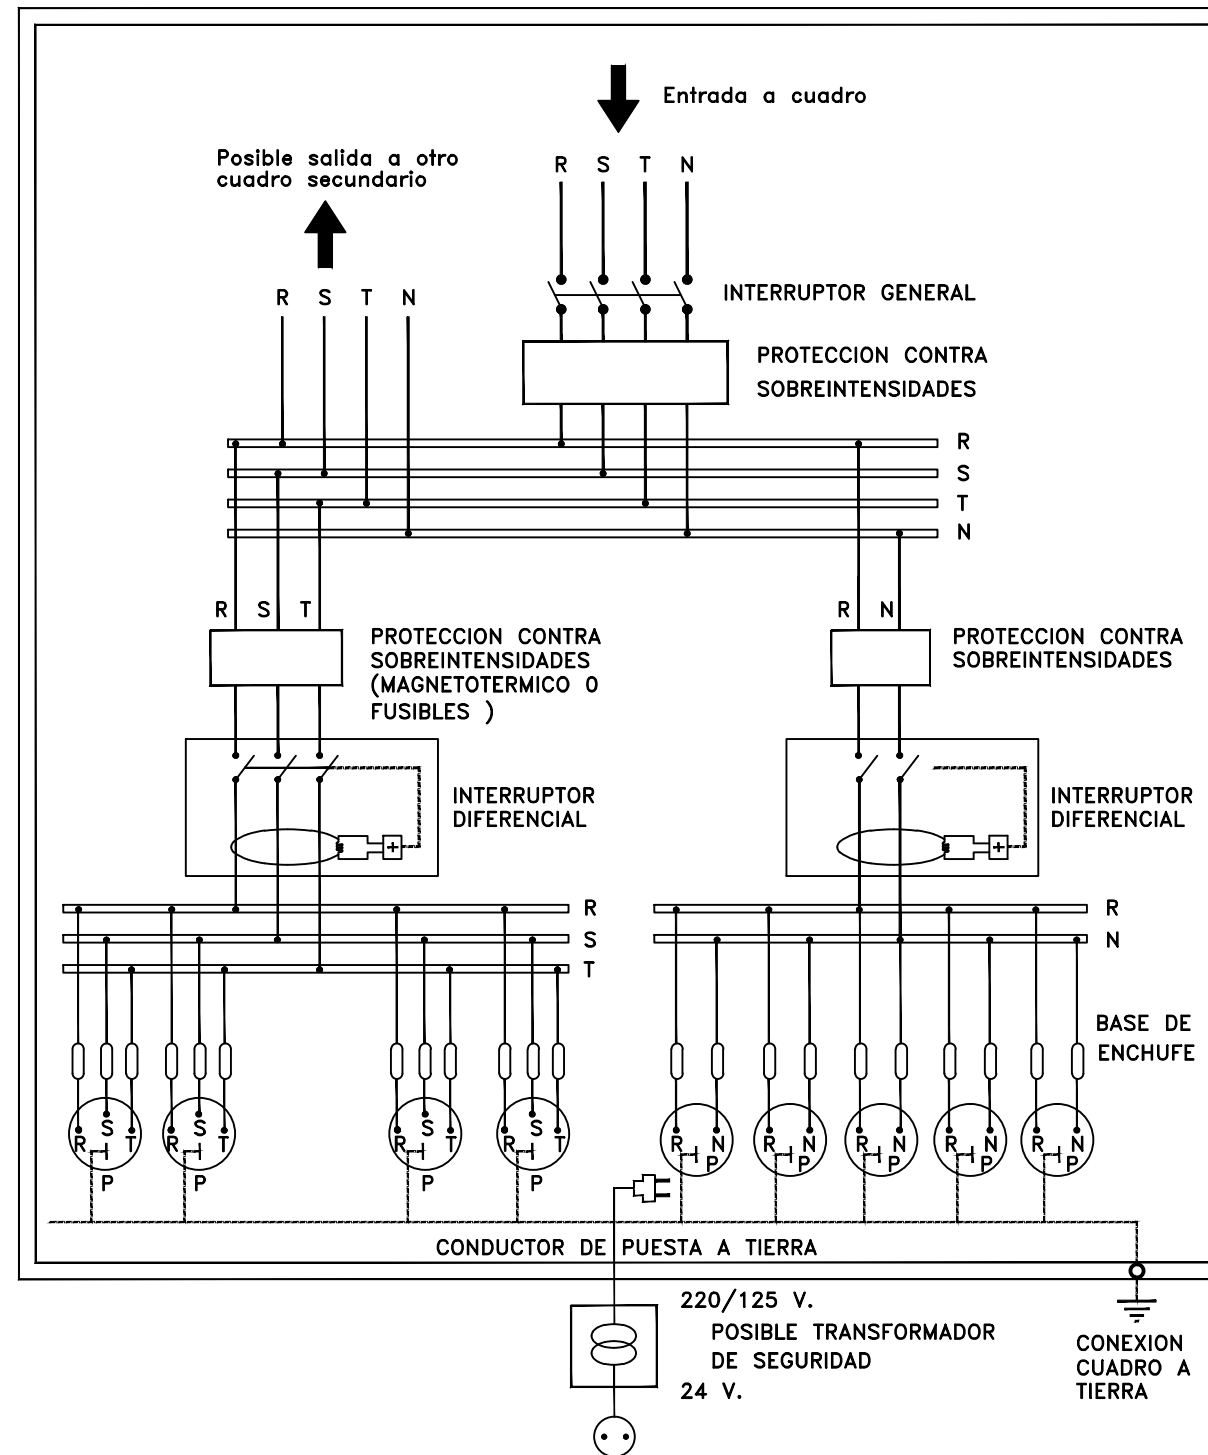 Entrada a cuadro
Posible salida a otro
cuadro secundario
R S T N
R S T N
INTERRUPTOR GENERAL
PROTECCION CONTRA
SOBREINTENSIDADES
R
S
T
N
R S T
R N
PROTECCION CONTRA
SOBREINTENSIDADES
(MAGNETOTERMICO O
FUSIBLES )
PROTECCION CONTRA
SOBREINTENSIDADES
INTERRUPTOR
DIFERENCIAL
INTERRUPTOR
DIFERENCIAL
R
S
T
R
N
BASE DE
ENCHUFE
R S T P
R S T P
R S T P
R S T P
R N P
R N P
R N P
R N P
R N P
CONDUCTOR DE PUESTA A TIERRA
220/125 V.
POSIBLE TRANSFORMADOR
DE SEGURIDAD
24 V.
CONEXION
CUADRO A
TIERRA